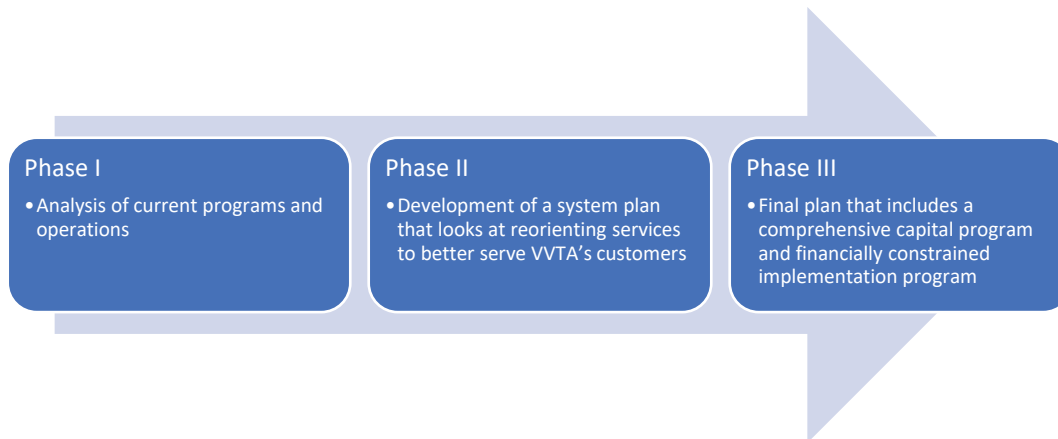 Phase I
•Analysis of current programs and
operations
Phase II
•Development of a system plan
that looks at reorienting services
to better serve VVTA’s customers
Phase III
•Final plan that includes a
comprehensive capital program
and financially constrained
implementation program